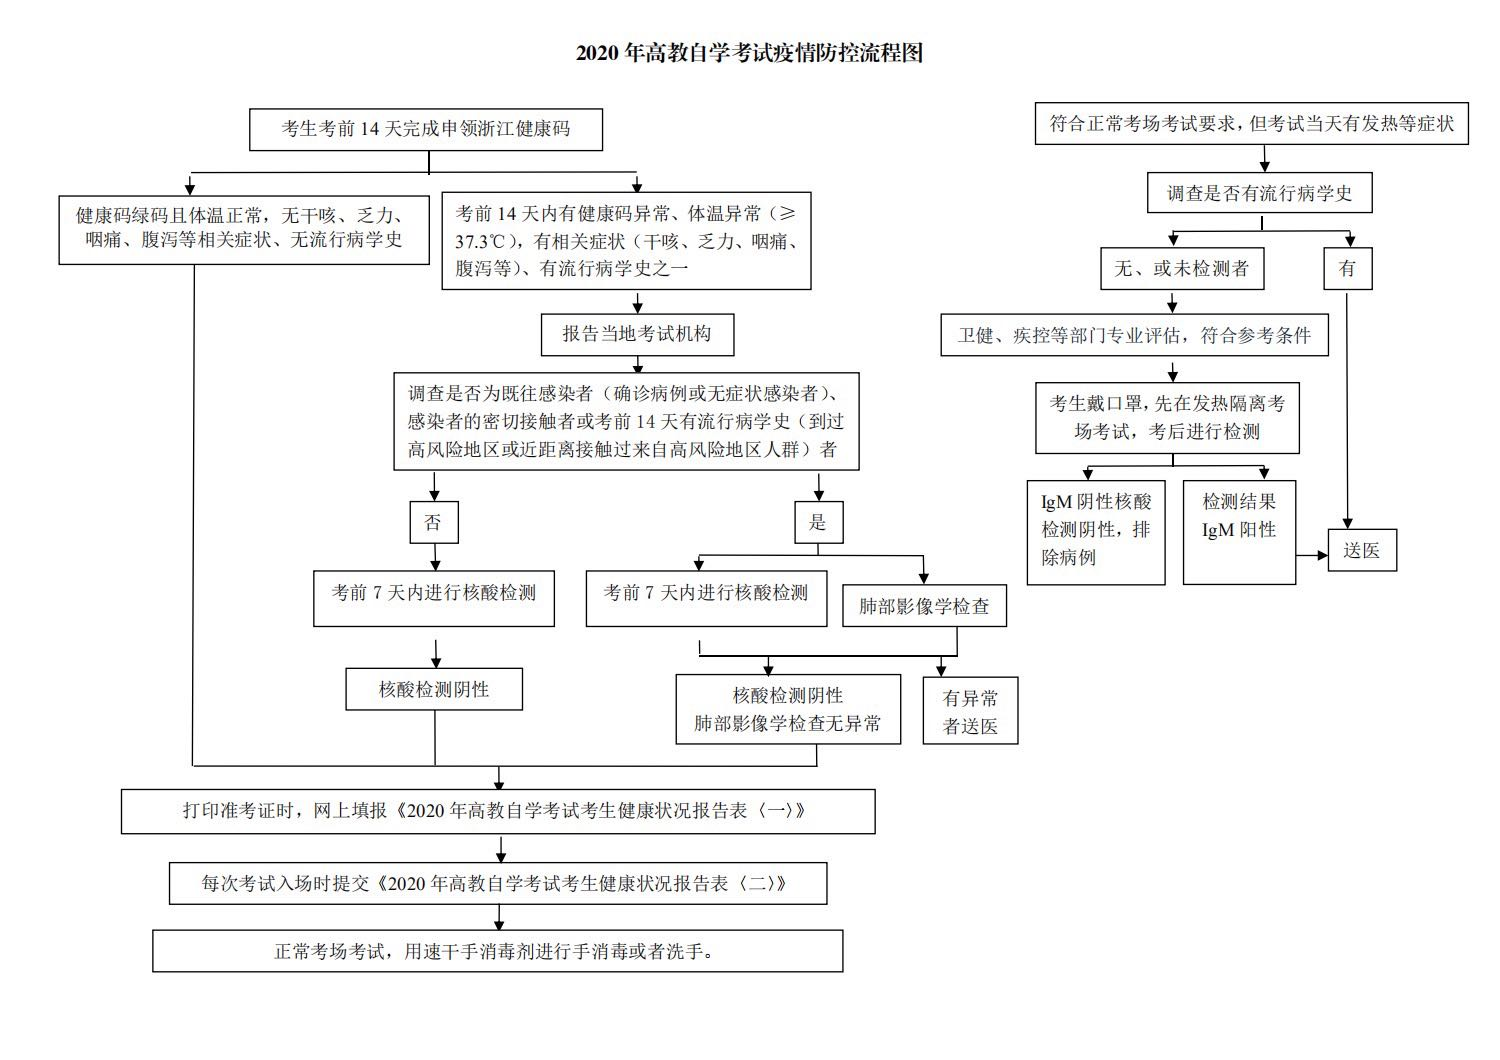 2020 年高教自学考试疫情防控流程图
考生考前 14 天完成申领浙江健康码
健康码绿码且体温正常，无干咳、乏力、
咽痛、腹泻等相关症状、无流行病学史
考前 14 天内有健康码异常、体温异常（≥
37.3℃），有相关症状（干咳、乏力、咽痛、
腹泻等）、有流行病学史之一
报告当地考试机构
调查是否为既往感染者（确诊病例或无症状感染者）、
感染者的密切接触者或考前 14 天有流行病学史（到过
高风险地区或近距离接触过来自高风险地区人群）者
否
是
考前 7 天内进行核酸检测
考前 7 天内进行核酸检测
肺部影像学检查
核酸检测阴性
核酸检测阴性
肺部影像学检查无异常
有异常
者送医
打印准考证时，网上填报《2020 年高教自学考试考生健康状况报告表〈一〉》
每次考试入场时提交《2020 年高教自学考试考生健康状况报告表〈二〉》
正常考场考试，用速干手消毒剂进行手消毒或者洗手。
符合正常考场考试要求，但考试当天有发热等症状
调查是否有流行病学史
无、或未检测者
有
卫健、疾控等部门专业评估，符合参考条件
考生戴口罩，先在发热隔离考
场考试，考后进行检测
IgM 阴性核酸
检测阴性，排
除病例
检测结果
IgM 阳性
送医